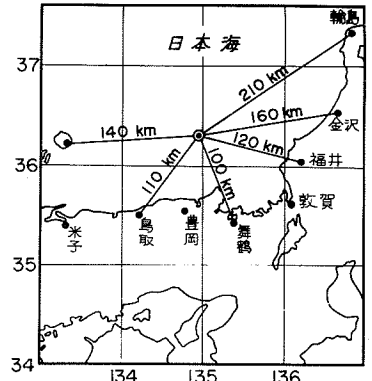 輪島
日本海
37
210 km
160 km
金沢
140 km
120 km
福井
36
110 km
100 km
敦賀
米子
鳥取
豊岡
舞鶴
35
34
134
135
136